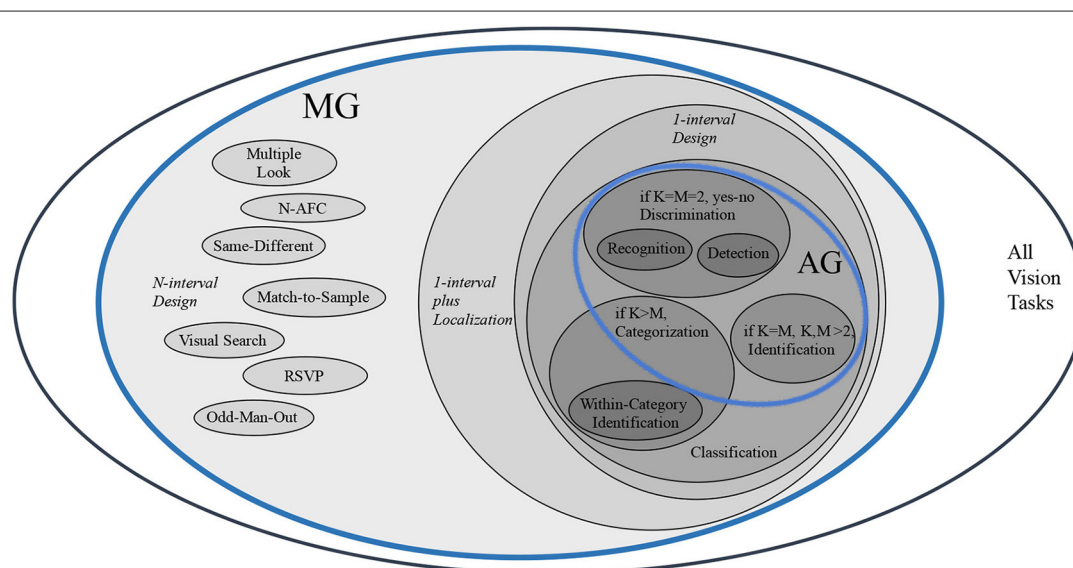 MG
Multiple
Look
N-AFC
Same-Different
N-interval
Design
Match-to-Sample
Visual Search
RSVP
Odd-Man-Out
1-interval
plus
Localization
1-interval
Design
if K=M=2, yes-no
Discrimination
Recognition
Detection
AG
if K>M,
Categorization
if K=M, K,M >2,
Identification
Within-Category
Identification
Classification
All
Vision
Tasks